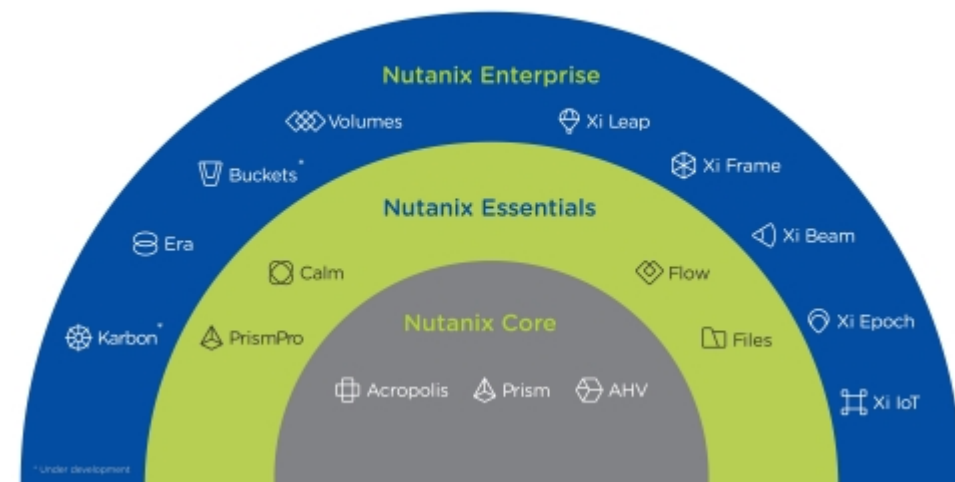 Nutanix Enterprise
Volumes
Xi Leap
Buckets*
Xi Frame
Era
Xi Beam
Karbon*
Xi Epoch
Xi IoT
Nutanix Essentials
Calm
Flow
PrismPro
Files
Nutanix Core
Acropolis Prism AHV
* Under development